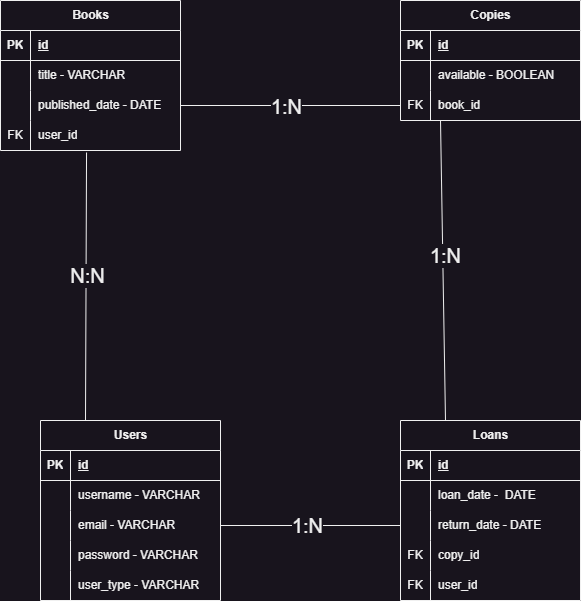 Books
PK id
title - VARCHAR
published_date - DATE
FK user_id
Copies
PK id
available - BOOLEAN
FK book_id
1:N
N:N
1:N
Users
PK id
username - VARCHAR
email - VARCHAR
password - VARCHAR
user_type - VARCHAR
1:N
Loans
PK id
loan_date - DATE
return_date - DATE
FK copy_id
FK user_id